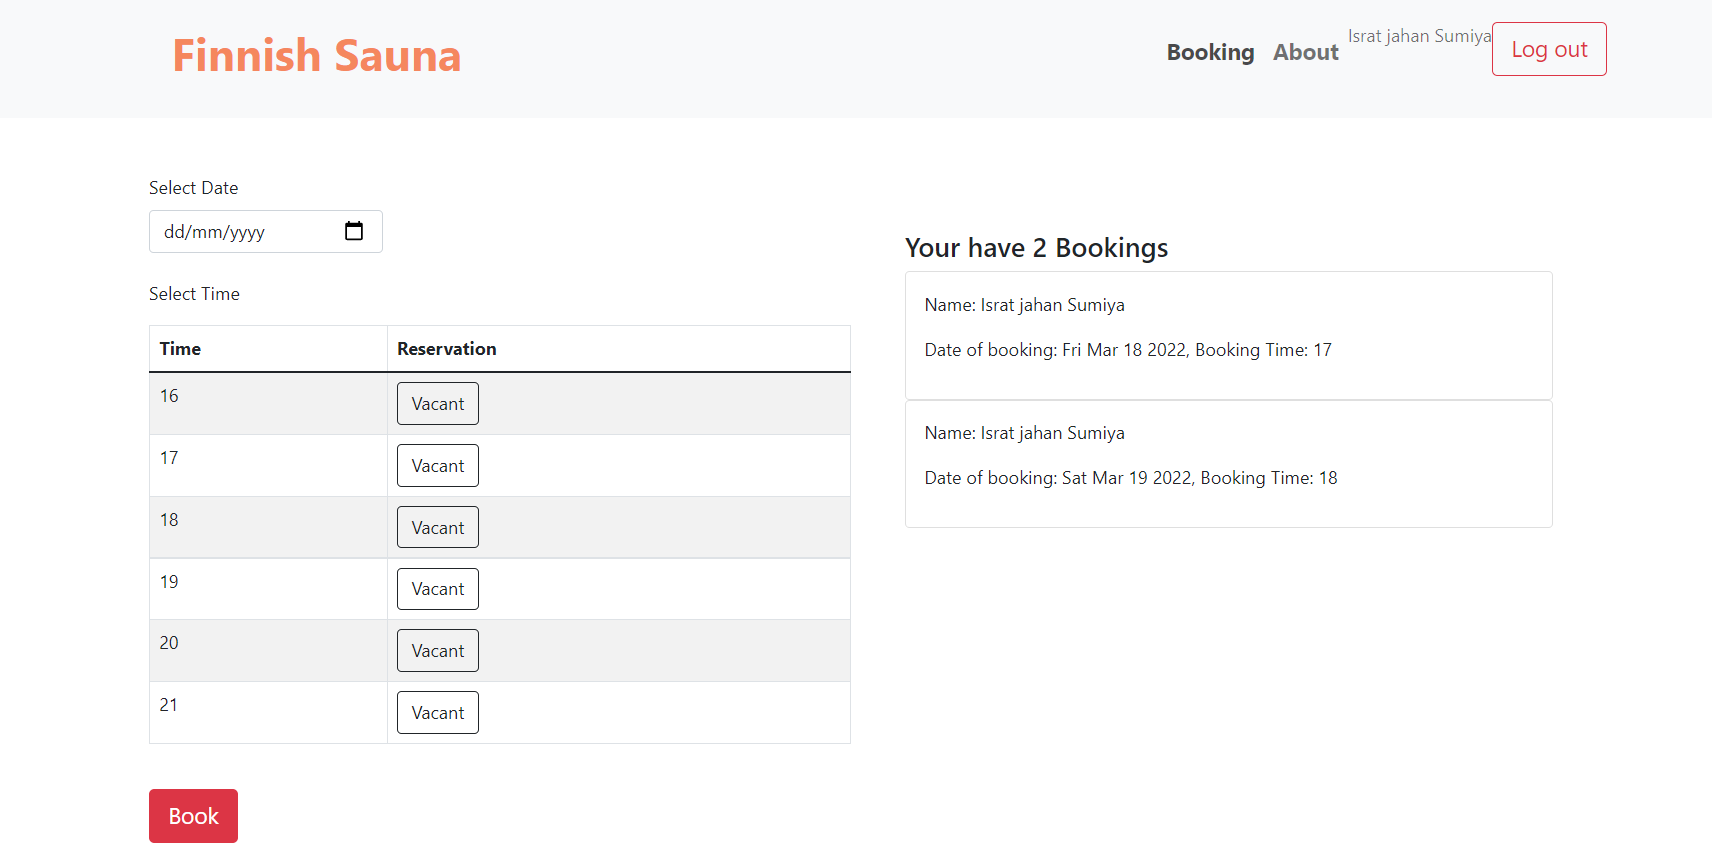 Finnish Sauna
Booking About Israt jahan Sumiya Log out
Select Date
dd/mm/yyyy
Select Time
Time Reservation
16 Vacant
17 Vacant
18 Vacant
19 Vacant
20 Vacant
21 Vacant
Book
Your have 2 Bookings
Name: Israt jahan Sumiya
Date of booking: Fri Mar 18 2022, Booking Time: 17
Name: Israt jahan Sumiya
Date of booking: Sat Mar 19 2022, Booking Time: 18